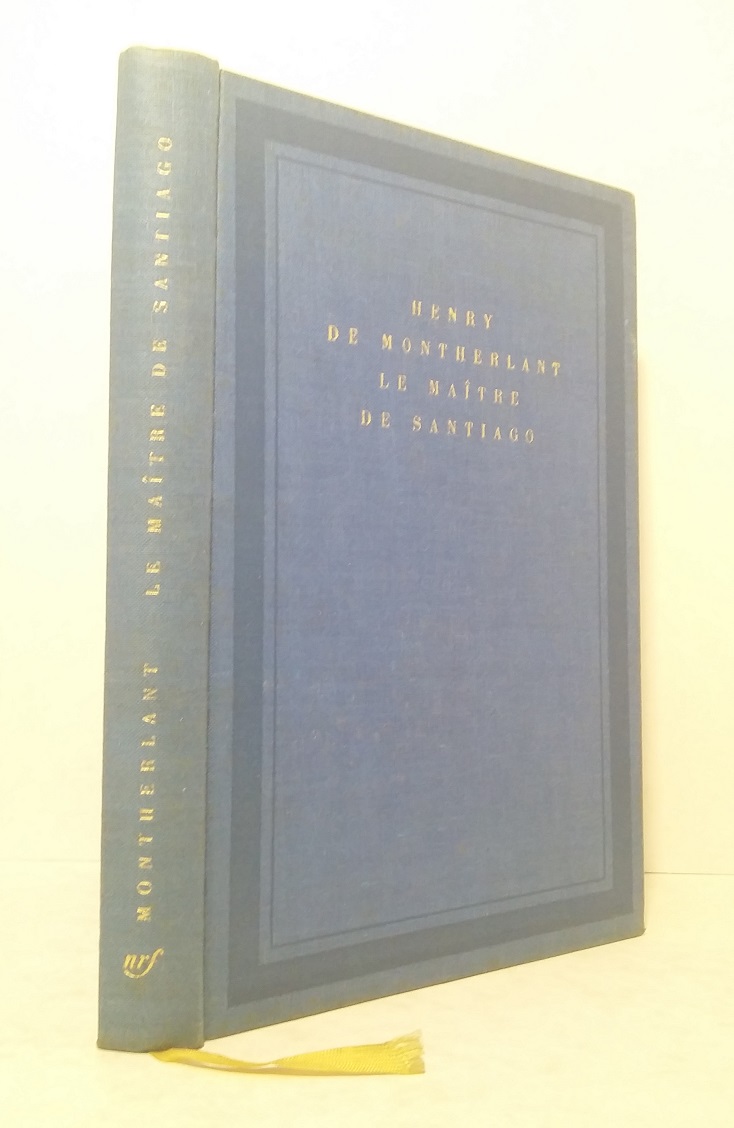 HENRY
DE MONTHERLANT
LE MAÎTRE
DE SANTIAGO
MONTHERLANT LE MAÎTRE DE SANTIAGO
nrf